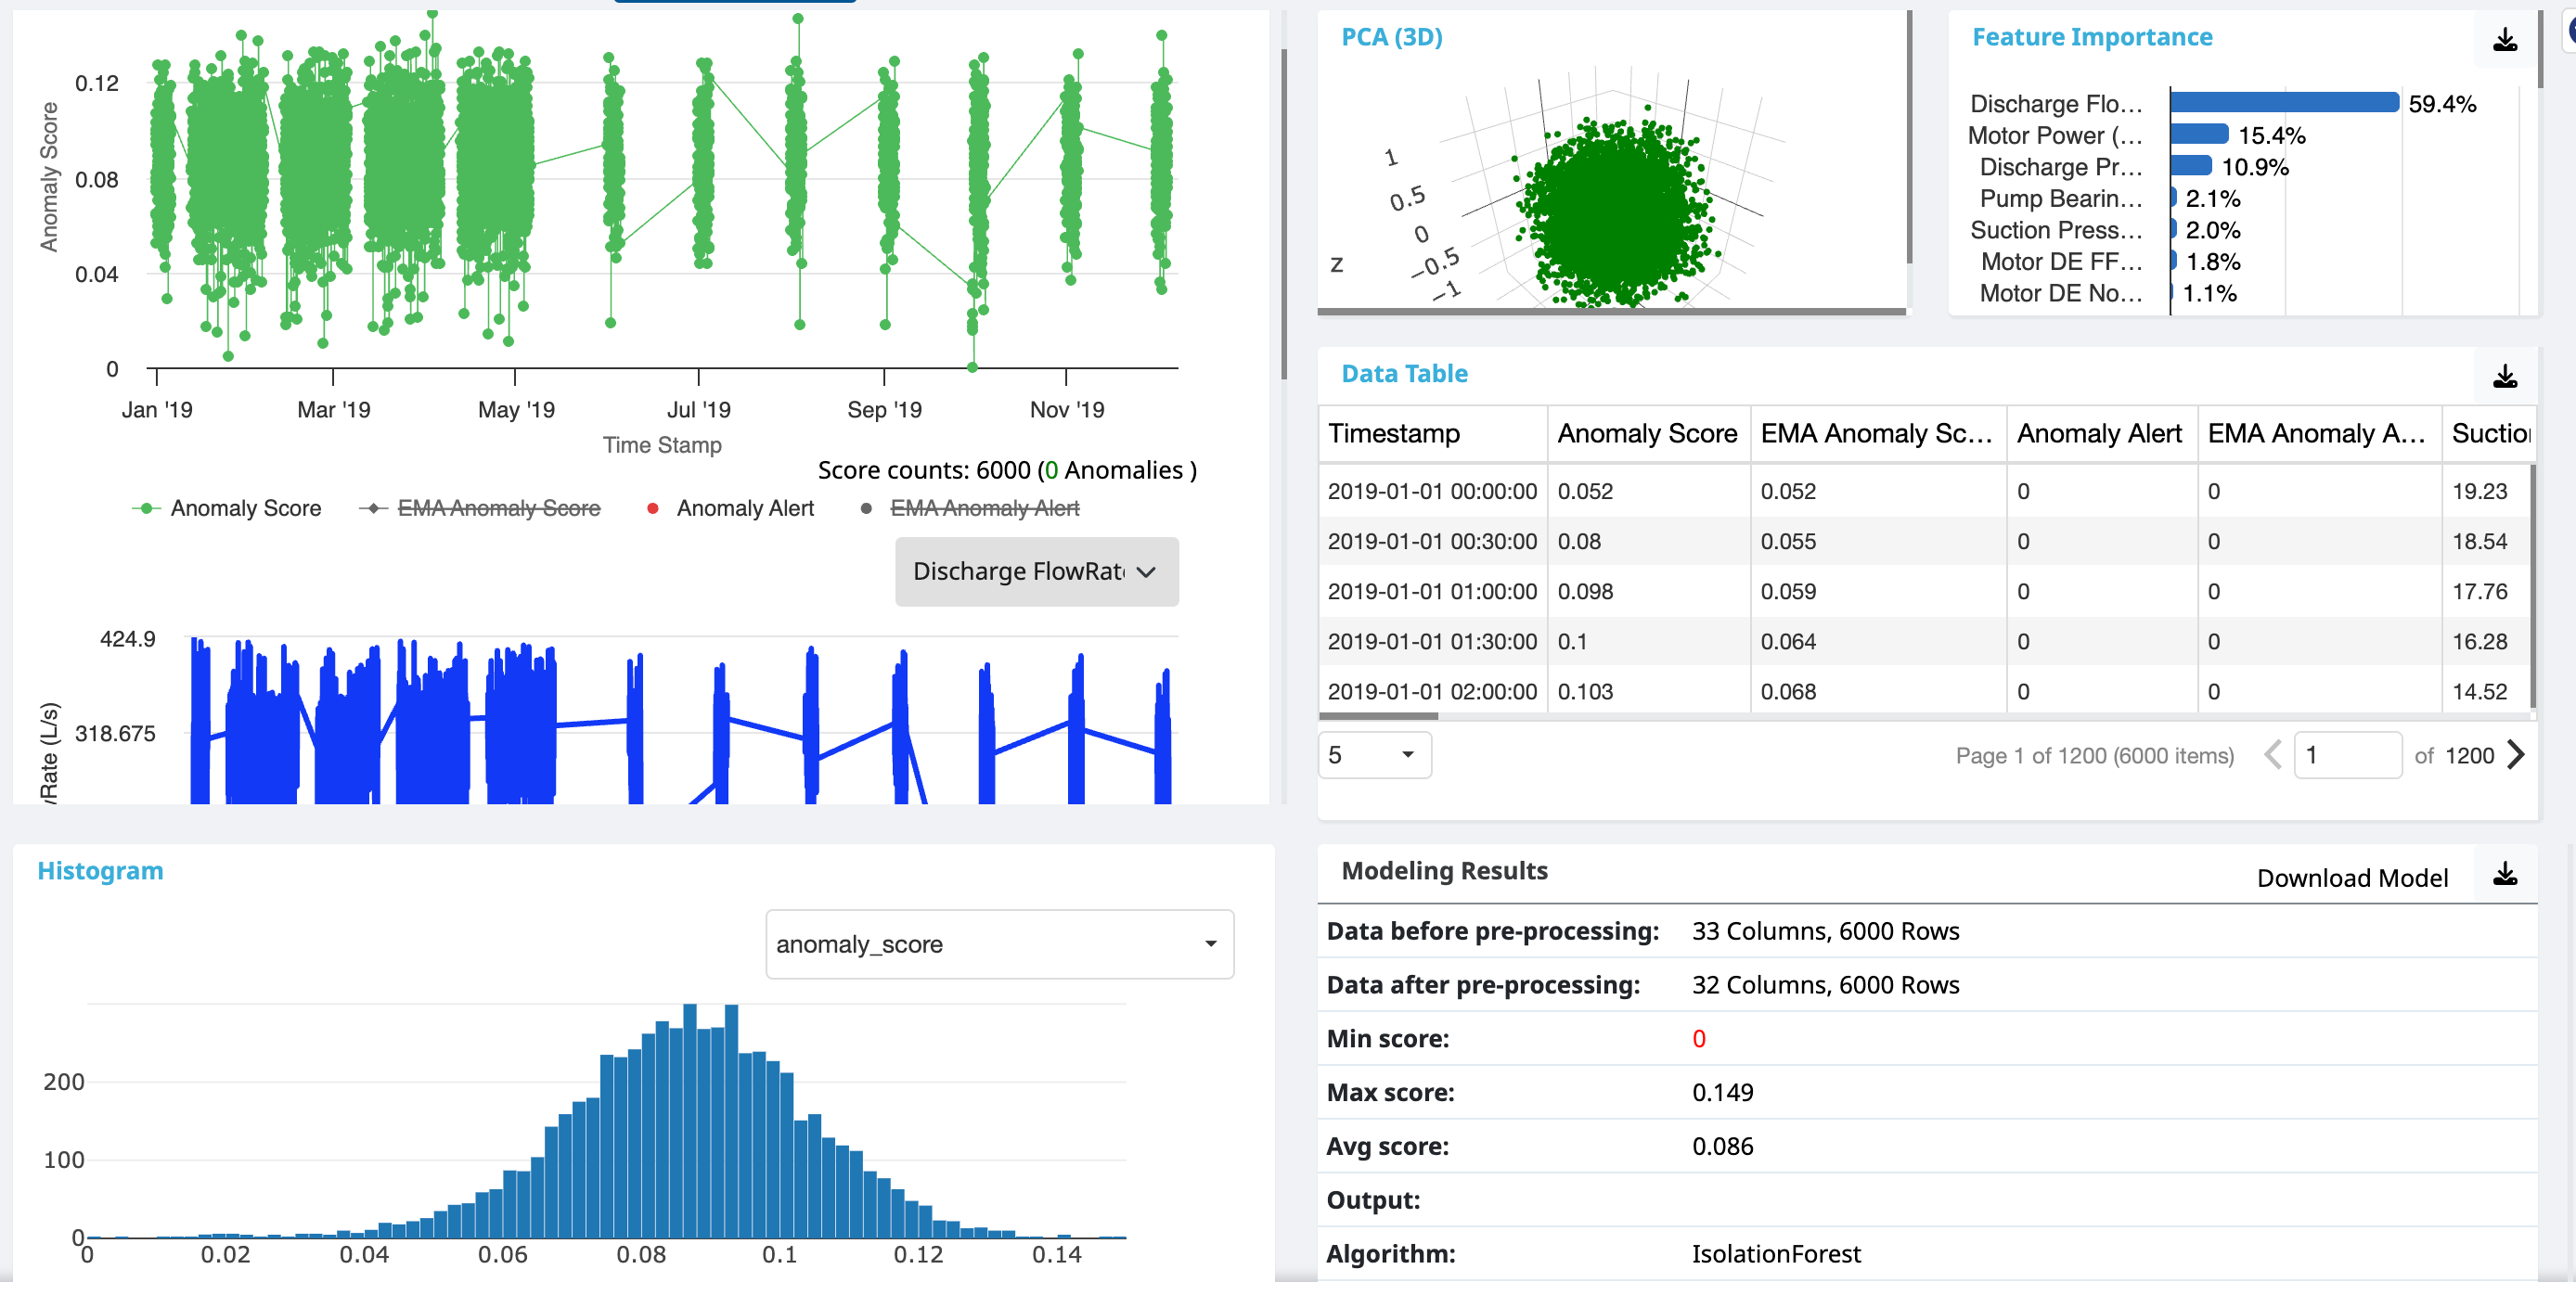 0.12
0.08
0.04
0
Anomaly Score
Jan '19 Mar '19 May '19 Jul '19 Sep '19 Nov '19
Time Stamp
Score counts: 6000 (0 Anomalies )
Anomaly Score EMA Anomaly Score Anomaly Alert EMA Anomaly Alert
Discharge FlowRat
424.9
318.675
Rate (L/s)
PCA (3D)
1
0.5
0
−0.5
−1
z
Feature Importance
Discharge Flo... 59.4%
Motor Power (... 15.4%
Discharge Pr... 10.9%
Pump Bearin... 2.1%
Suction Press... 2.0%
Motor DE FF... 1.8%
Motor DE No... 1.1%
Data Table
Timestamp Anomaly Score EMA Anomaly Sc... Anomaly Alert EMA Anomaly A... Suctio
2019-01-01 00:00:00 0.052 0.052 0 0 19.23
2019-01-01 00:30:00 0.08 0.055 0 0 18.54
2019-01-01 01:00:00 0.098 0.059 0 0 17.76
2019-01-01 01:30:00 0.1 0.064 0 0 16.28
2019-01-01 02:00:00 0.103 0.068 0 0 14.52
5 Page 1 of 1200 (6000 items) 1 of 1200
Histogram
anomaly_score
200
100
0
0 0.02 0.04 0.06 0.08 0.1 0.12 0.14
Modeling Results Download Model
Data before pre-processing: 33 Columns, 6000 Rows
Data after pre-processing: 32 Columns, 6000 Rows
Min score: 0
Max score: 0.149
Avg score: 0.086
Output:
Algorithm: IsolationForest